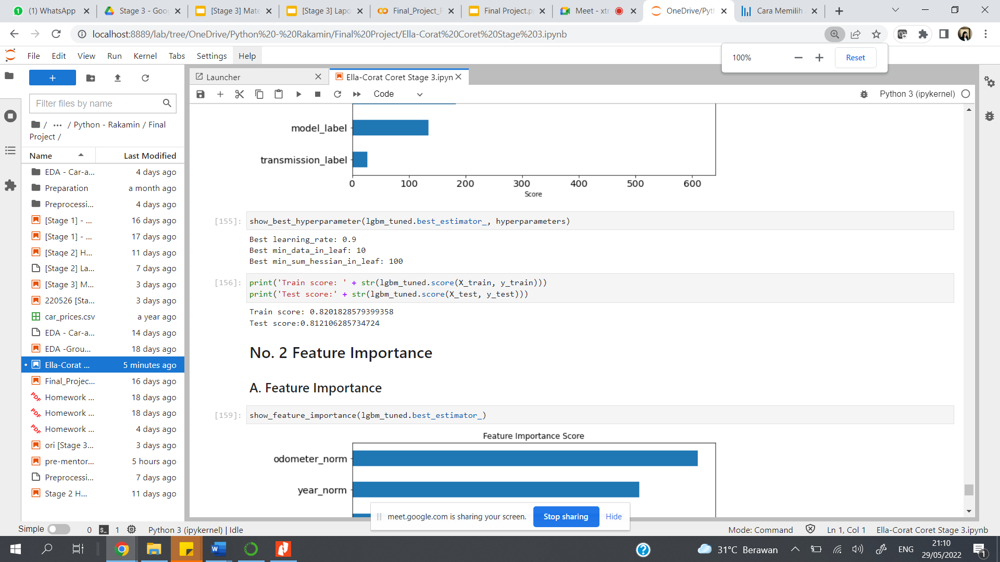 (1) WhatsApp
Stage 3 - Goo
[Stage 3] Mate
[Stage 3] Lapo
Final_Project_F
Final Project.p
Meet - xt
OneDrive/Pyt
Cara Memilih
localhost:8889/lab/tree/OneDrive/Python%20-%20Rakamin/Final%20Project/Ella-Corat%20Coret%20Stage%203.ipynb
File Edit View Run Kernel Tabs Settings Help
100% Reset
Launcher
Ella-Corat Coret Stage 3.ipyn
Filter files by name
Code
Python 3 (ipykernel)
/ ... / Python - Rakamin / Final
Project /
Name Last Modified
EDA - Car-a... 4 days ago
Preparation a month ago
Preprocessi... 4 days ago
[Stage 1] - ... 16 days ago
[Stage 1] - ... 17 days ago
[Stage 2] H... 11 days ago
[Stage 2] La... 7 days ago
[Stage 3] M... 3 days ago
220526 [Sta... 3 days ago
car_prices.csv a year ago
EDA - Car-a... 14 days ago
EDA -Grou... 18 days ago
Ella-Corat ... 5 minutes ago
Final_Projec... 16 days ago
Homework ... 18 days ago
Homework ... 18 days ago
Homework ... 4 days ago
ori [Stage 3... 3 days ago
pre-mentor... 5 hours ago
Preprocessi... 7 days ago
Stage 2 H... 11 days ago
model_label
transmission_label
0 100 200 300 400 500 600
Score
[155]: show_best_hyperparameter(lgbm_tuned.best_estimator_, hyperparameters)
Best learning_rate: 0.9
Best min_data_in_leaf: 10
Best min_sum_hessian_in_leaf: 100
[156]: print('Train score: ' + str(lgbm_tuned.score(X_train, y_train)))
print('Test score:' + str(lgbm_tuned.score(X_test, y_test)))
Train score: 0.8201828579399358
Test score:0.812106285734724
No. 2 Feature Importance
A. Feature Importance
[159]: show_feature_importance(lgbm_tuned.best_estimator_)
Feature Importance Score
odometer_norm
year_norm
meet.google.com is sharing your screen. Stop sharing Hide
Simple 0 1 Python 3 (ipykernel) | Idle
Mode: Command Ln 1, Col 1 Ella-Corat Coret Stage 3.ipynb
31°C Berawan ENG
21:10
29/05/2022
1